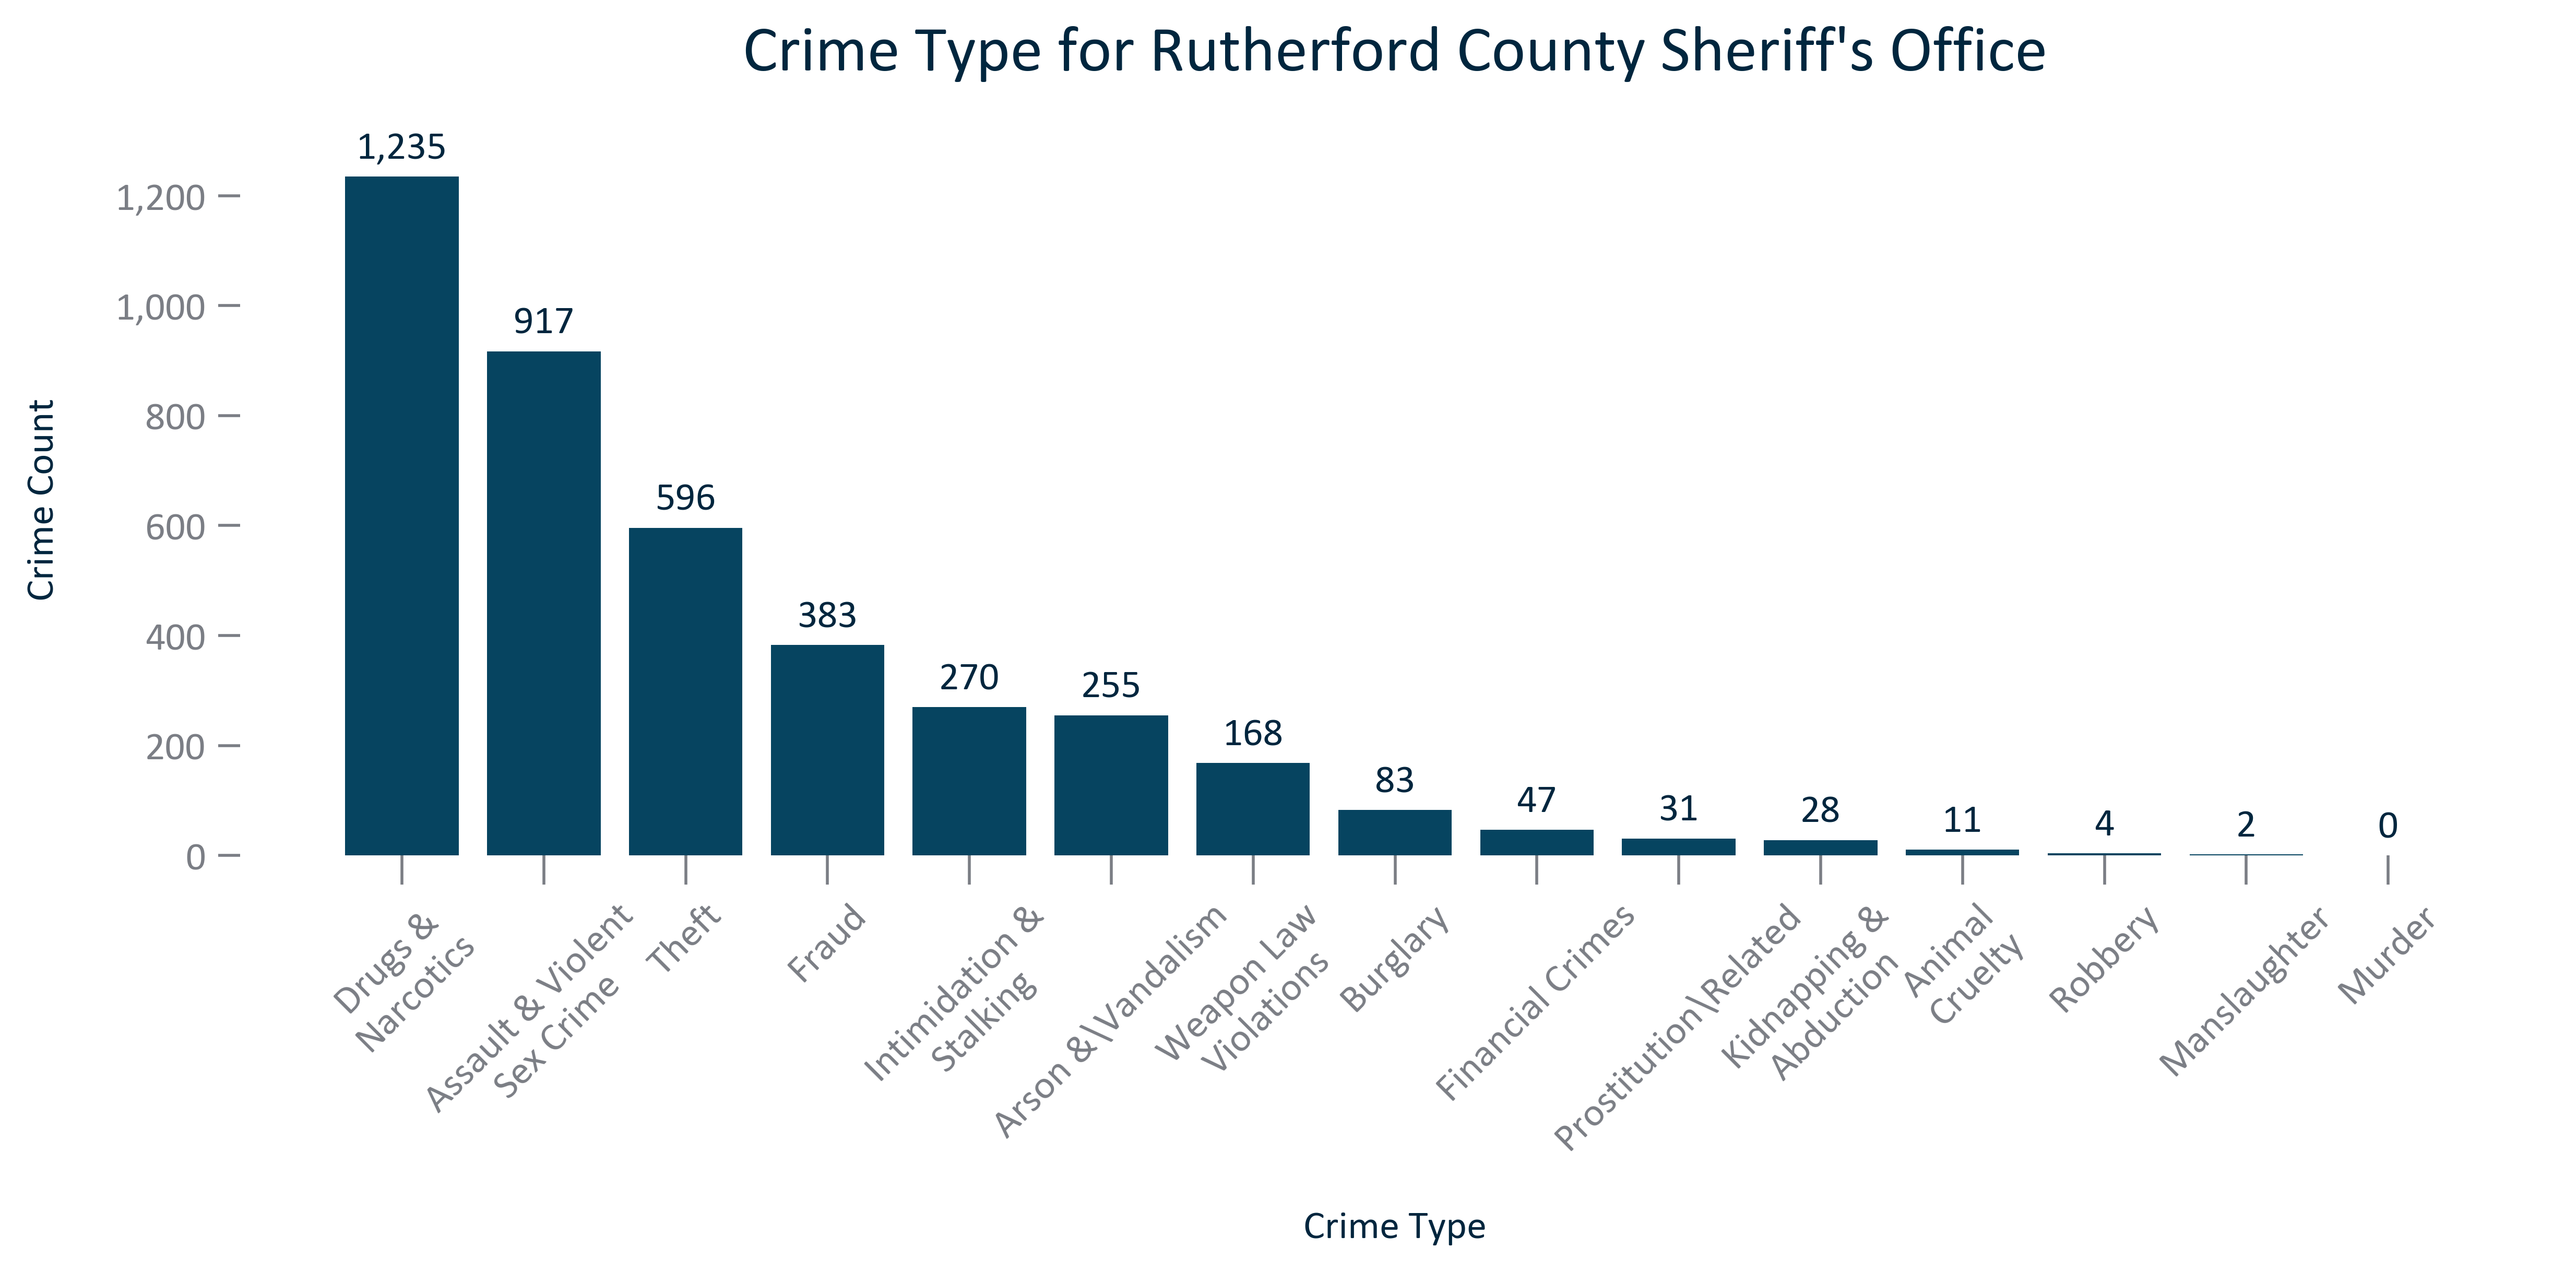 Crime Type for Rutherford County Sheriff's Office
Crime Count
1,200
1,000
800
600
400
200
0
1,235
917
596
383
270
255
168
83
47
31
28
11
4
2
0
Drugs &
Narcotics
Assault & Violent
Sex Crime
Theft
Fraud
Intimidation &
Stalking
Arson &\\Vandalism
Weapon Law
Violations
Burglary
Financial Crimes
Prostitution\Related
Kidnapping &
Abduction
Animal
Cruelty
Robbery
Manslaughter
Murder
Crime Type